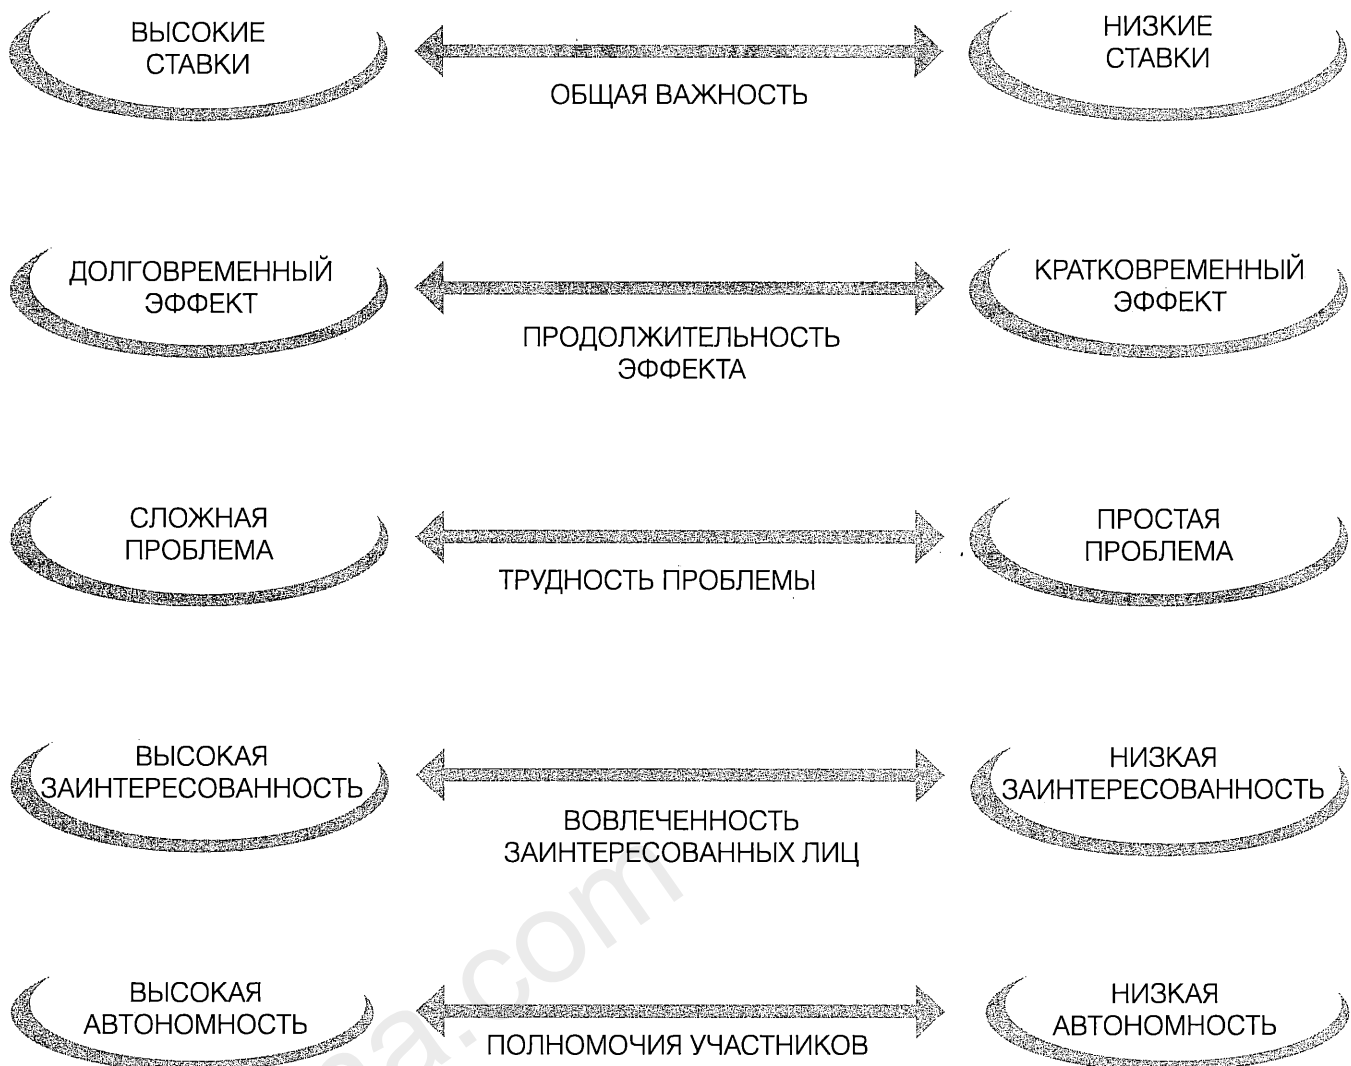 ВЫСОКИЕ
СТАВКИ
ОБЩАЯ ВАЖНОСТЬ
НИЗКИЕ
СТАВКИ
ДОЛГОВРЕМЕННЫЙ
ЭФФЕКТ
ПРОДОЛЖИТЕЛЬНОСТЬ
ЭФФЕКТА
КРАТКОВРЕМЕННЫЙ
ЭФФЕКТ
СЛОЖНАЯ
ПРОБЛЕМА
ТРУДНОСТЬ ПРОБЛЕМЫ
ПРОСТАЯ
ПРОБЛЕМА
ВЫСОКАЯ
ЗАИНТЕРЕСОВАННОСТЬ
ВОВЛЕЧЕННОСТЬ
ЗАИНТЕРЕСОВАННЫХ ЛИЦ
НИЗКАЯ
ЗАИНТЕРЕСОВАННОСТЬ
ВЫСОКАЯ
АВТОНОМНОСТЬ
ПОЛНОМОЧИЯ УЧАСТНИКОВ
НИЗКАЯ
АВТОНОМНОСТЬ